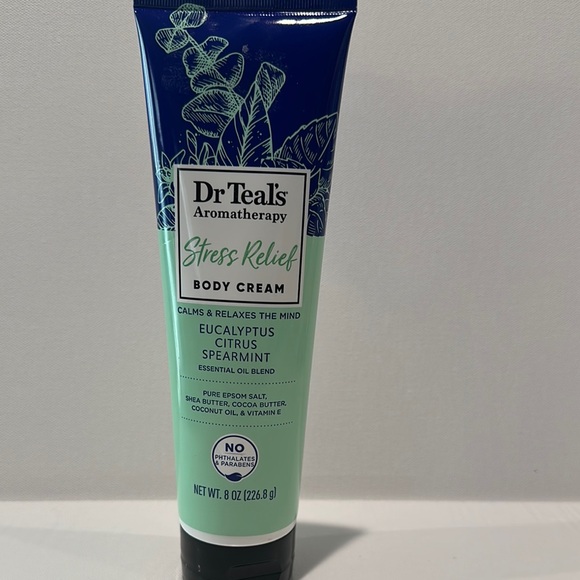 Dr Teal's
Aromatherapy
Stress Relief
BODY CREAM
CALMS & RELAXES THE MIND
EUCALYPTUS
CITRUS
SPEARMINT
ESSENTIAL OIL BLEND
PURE EPSOM SALT,
SHEA BUTTER, COCOA BUTTER,
COCONUT OIL, & VITAMIN E
NO
PHTHALATES
& PARABENS
NET WT. 8 OZ (226.8 g)